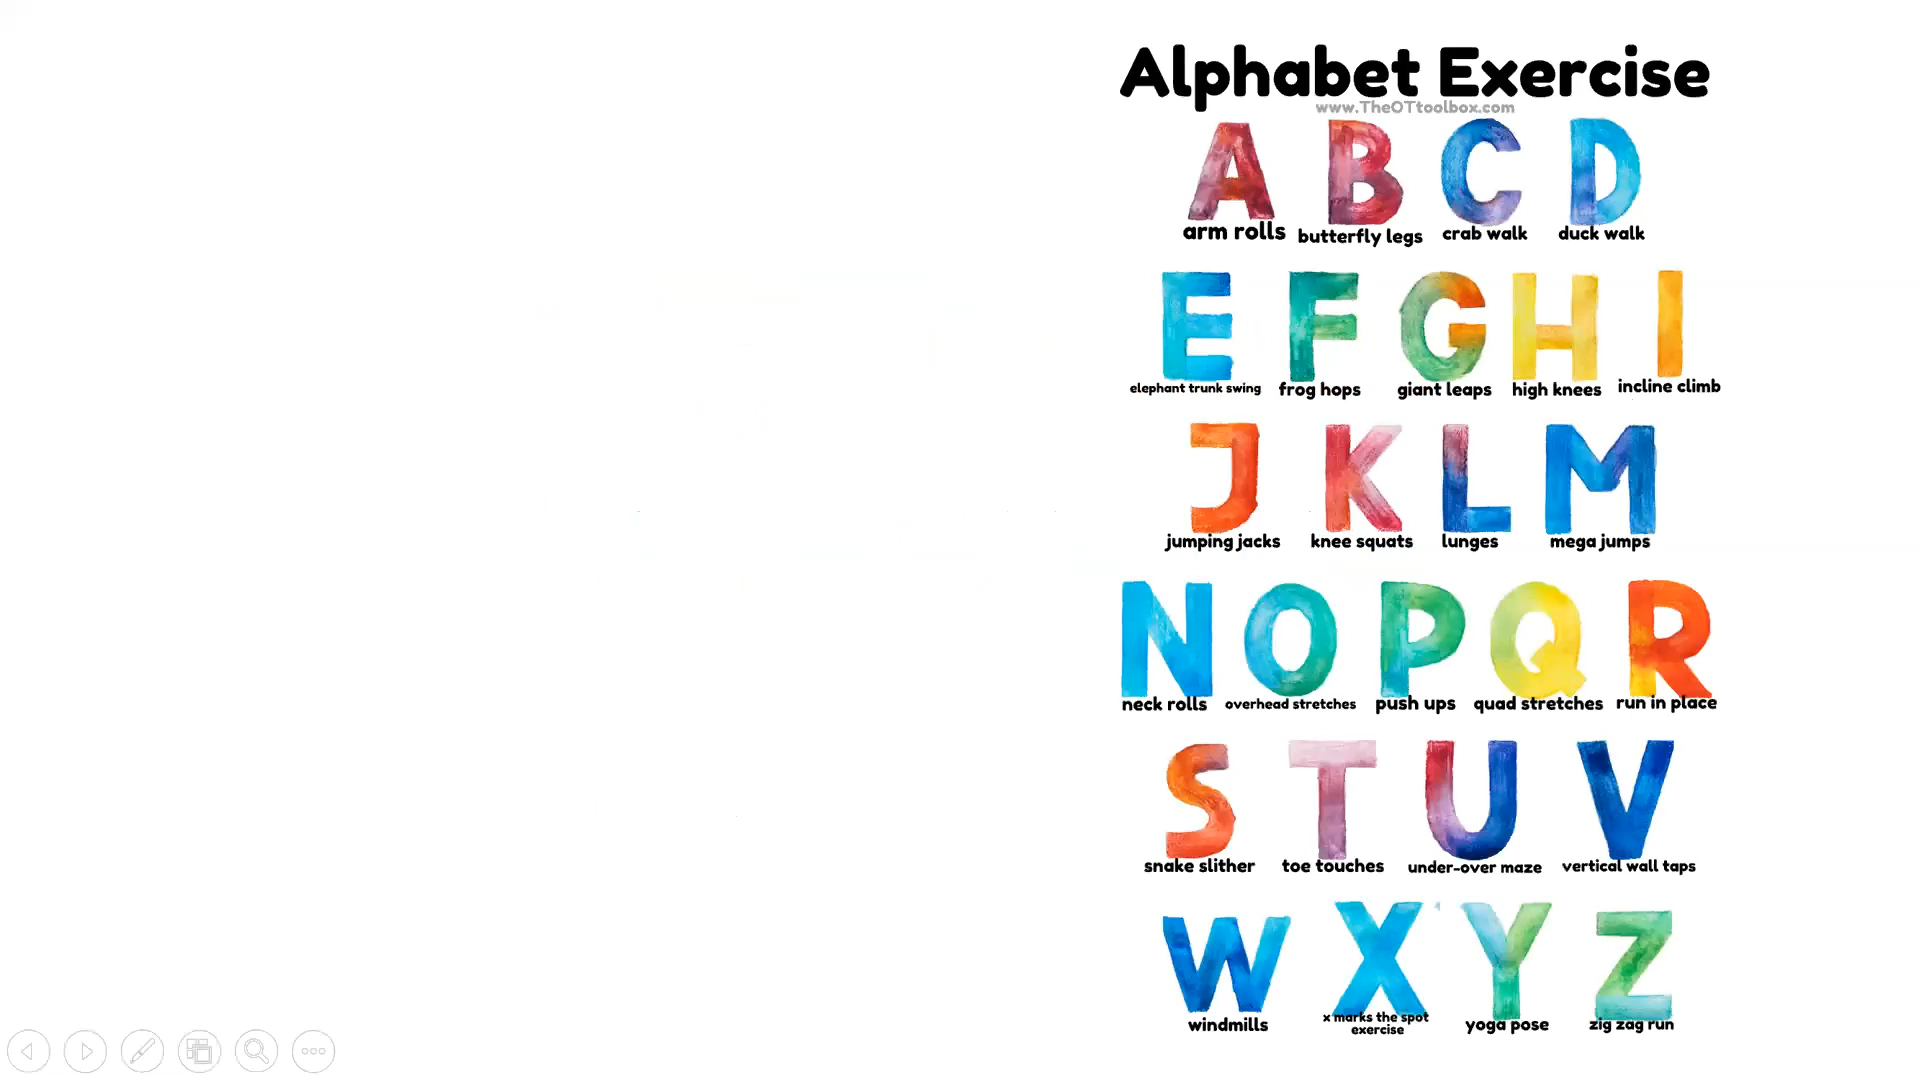 Alphabet Exercise
www.TheOTtoolbox.com
A B C D
arm rolls butterfly legs crab walk duck walk
E F G H I
elephant trunk swing frog hops giant leaps high knees incline climb
J K L M
jumping jacks knee squats lunges mega jumps
N O P Q R
neck rolls overhead stretches push ups quad stretches run in place
S T U V
snake slither toe touches under-over maze vertical wall taps
W X Y Z
windmills x marks the spot exercise yoga pose zig zag run